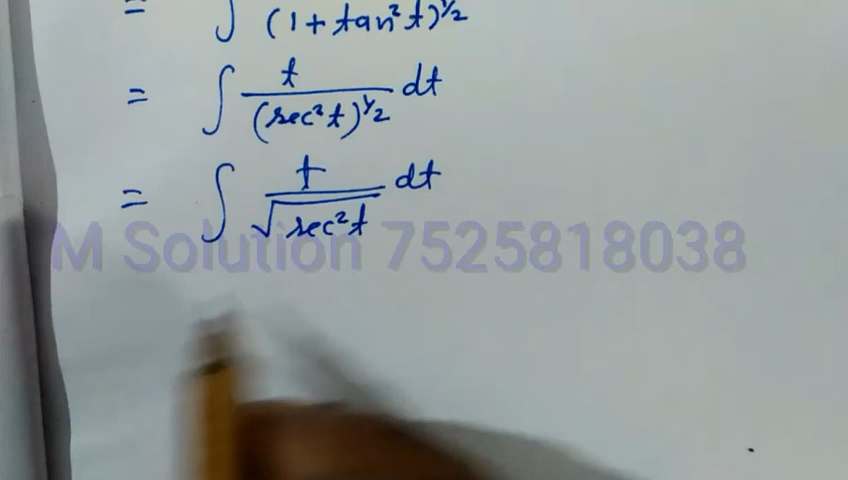 = ∫ (1 + tan²t)^½
= ∫ t / (sec²t)^½ dt
= ∫ t / √sec²t dt
M Solution 7525818038